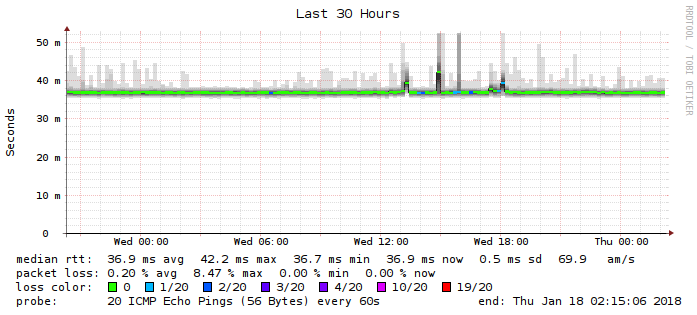 Last 30 Hours
RRDTOOL / TOBI OETIKER
Seconds
50 m
40 m
30 m
20 m
10 m
0
Wed 00:00 Wed 06:00 Wed 12:00 Wed 18:00 Thu 00:00
median rtt: 36.9 ms avg 42.2 ms max 36.7 ms min 36.9 ms now 0.5 ms sd 69.9 am/s
packet loss: 0.20 % avg 8.47 % max 0.00 % min 0.00 % now
loss color: 0 1/20 2/20 3/20 4/20 10/20 19/20
probe: 20 ICMP Echo Pings (56 Bytes) every 60s end: Thu Jan 18 02:15:06 2018